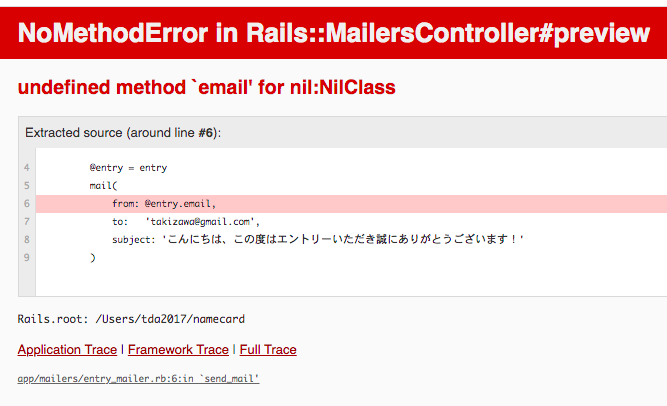 NoMethodError in Rails::MailersController#preview
undefined method `email' for nil:NilClass
Extracted source (around line #6):
4 @entry = entry
5 mail(
6 from: @entry.email,
7 to: 'takizawa@gmail.com',
8 subject: 'こんにちは、この度はエントリーいただき誠にありがとうございます！'
9 )
Rails.root: /Users/tda2017/namecard
Application Trace | Framework Trace | Full Trace
app/mailers/entry_mailer.rb:6:in `send_mail'